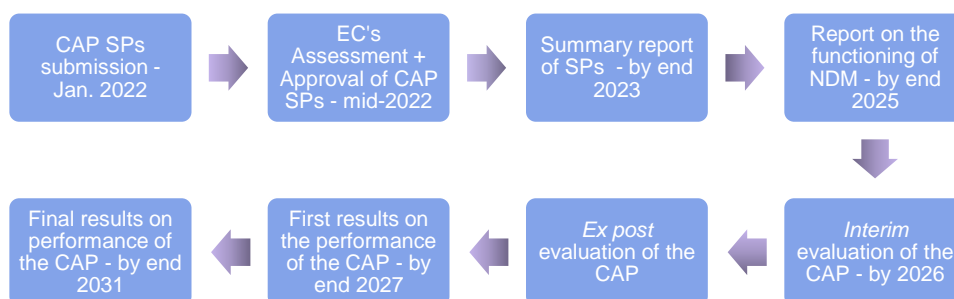 CAP SPs
submission -
Jan. 2022
EC's
Assessment +
Approval of CAP
SPs - mid-2022
Summary report
of SPs - by end
2023
Report on the
functioning of
NDM - by end
2025
Interim
evaluation of the
CAP - by 2026
Ex post
evaluation of the
CAP
First results on
the performance
of the CAP - by
end 2027
Final results on
performance of
the CAP - by end
2031